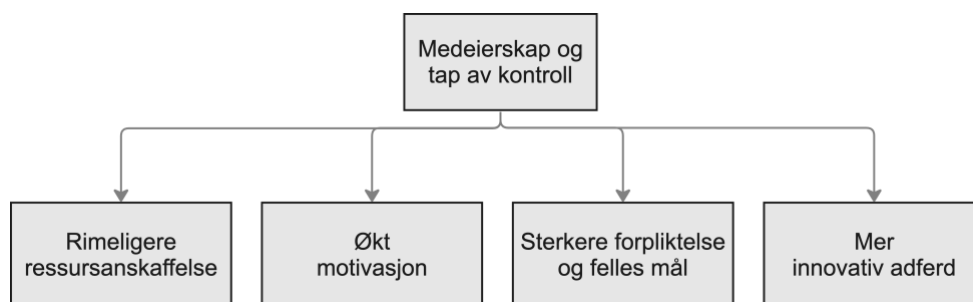 Medeierskap og
tap av kontroll
Rimeligere
ressursanskaffelse
Økt
motivasjon
Sterkere forpliktelse
og felles mål
Mer
innovativ adferd